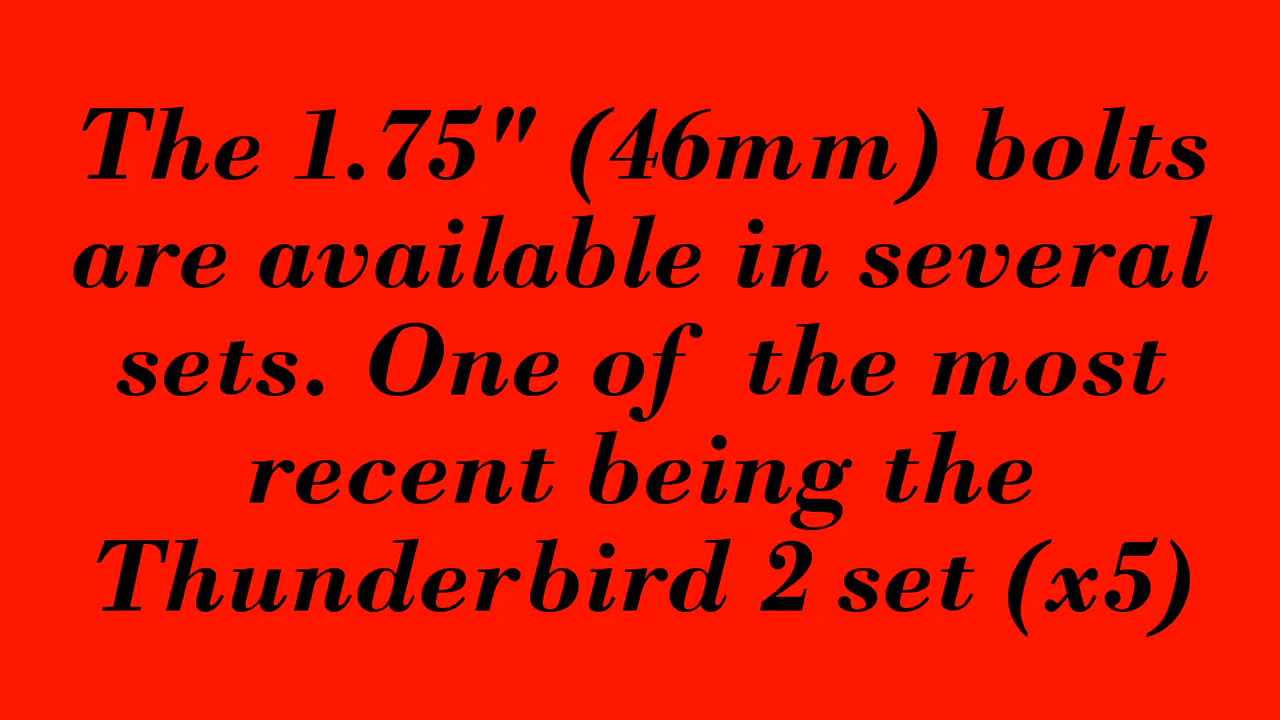 The 1.75" (46mm) bolts
are available in several
sets. One of  the most
recent being the
Thunderbird 2 set (x5)